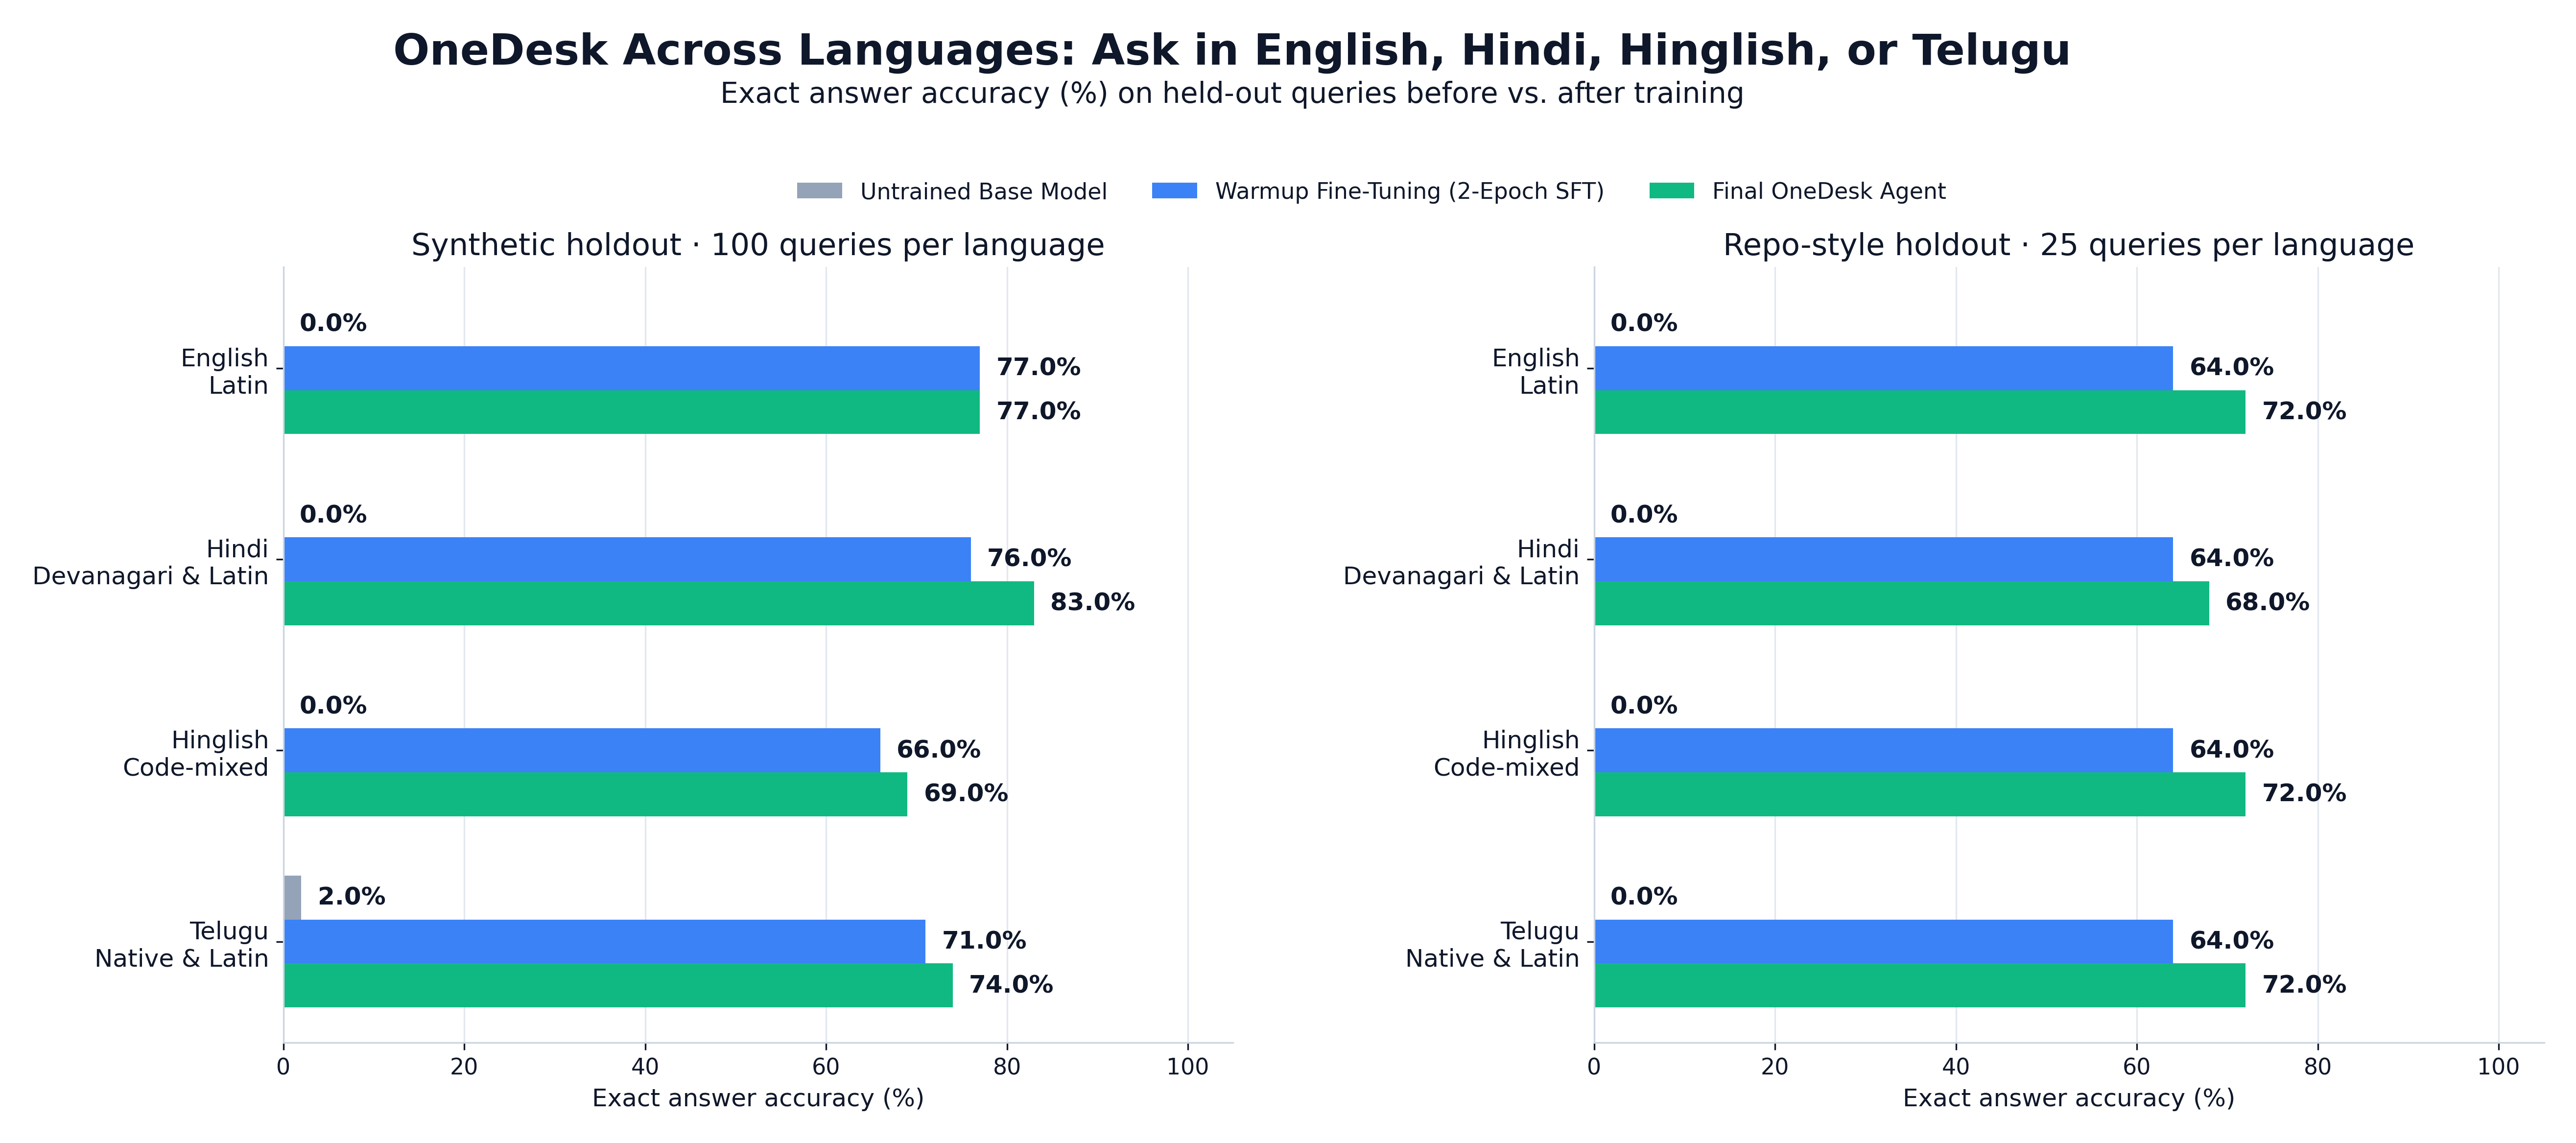 OneDesk Across Languages: Ask in English, Hindi, Hinglish, or Telugu
Exact answer accuracy (%) on held-out queries before vs. after training
Untrained Base Model
Warmup Fine-Tuning (2-Epoch SFT)
Final OneDesk Agent
Synthetic holdout · 100 queries per language
English
Latin
0.0%
77.0%
77.0%
Hindi
Devanagari & Latin
0.0%
76.0%
83.0%
Hinglish
Code-mixed
0.0%
66.0%
69.0%
Telugu
Native & Latin
2.0%
71.0%
74.0%
0 20 40 60 80 100
Exact answer accuracy (%)
Repo-style holdout · 25 queries per language
English
Latin
0.0%
64.0%
72.0%
Hindi
Devanagari & Latin
0.0%
64.0%
68.0%
Hinglish
Code-mixed
0.0%
64.0%
72.0%
Telugu
Native & Latin
0.0%
64.0%
72.0%
0 20 40 60 80 100
Exact answer accuracy (%)